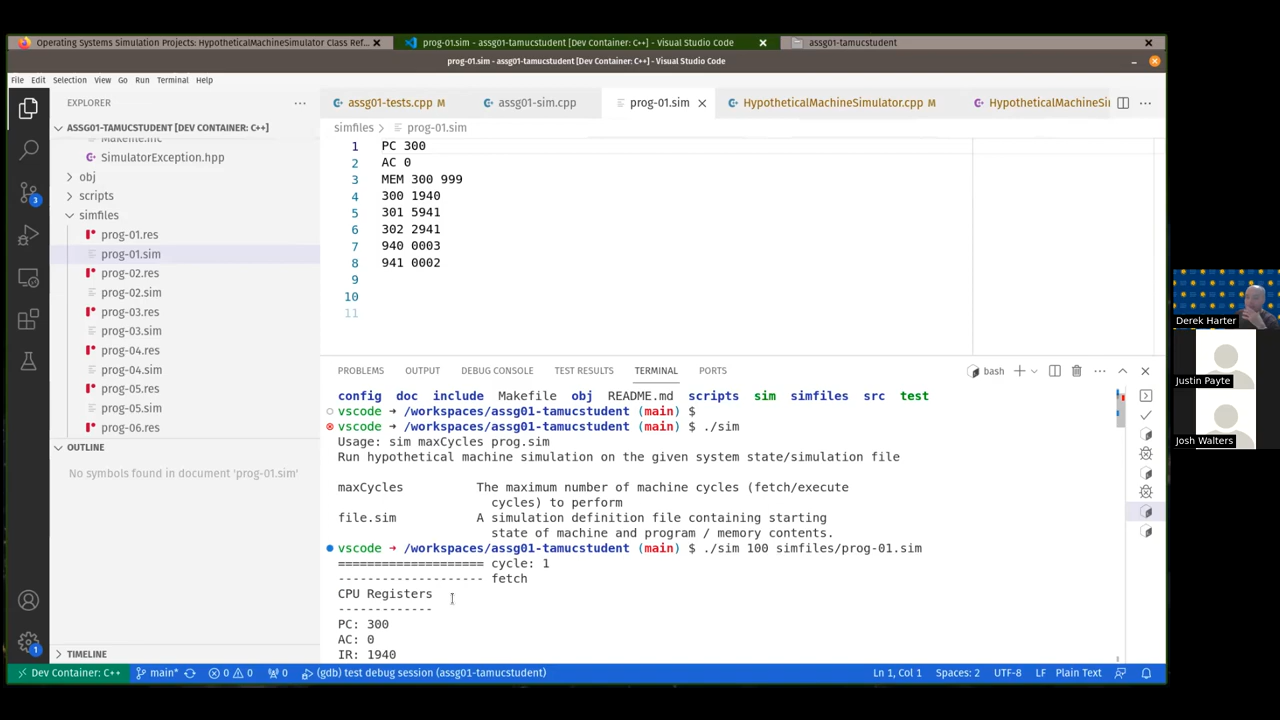 Operating Systems Simulation Projects: HypotheticalMachineSimulator Class Ref…
prog-01.sim - assg01-tamucstudent [Dev Container: C++] - Visual Studio Code
assg01-tamucstudent
prog-01.sim - assg01-tamucstudent [Dev Container: C++] - Visual Studio Code
File Edit Selection View Go Run Terminal Help
EXPLORER
assg01-tests.cpp M
assg01-sim.cpp
prog-01.sim
HypotheticalMachineSimulator.cpp M
HypotheticalMachineSi
ASSG01-TAMUCSTUDENT [DEV CONTAINER: C++]
simfiles > prog-01.sim
Makefile.inc
SimulatorException.hpp
obj
scripts
simfiles
prog-01.res
prog-01.sim
prog-02.res
prog-02.sim
prog-03.res
prog-03.sim
prog-04.res
prog-04.sim
prog-05.res
prog-05.sim
prog-06.res
OUTLINE
No symbols found in document 'prog-01.sim'
TIMELINE
3
1
1 PC 300
2 AC 0
3 MEM 300 999
4 300 1940
5 301 5941
6 302 2941
7 940 0003
8 941 0002
9
10
11
PROBLEMS OUTPUT DEBUG CONSOLE TEST RESULTS TERMINAL PORTS
bash
config doc include Makefile obj README.md scripts sim simfiles src test
vscode ➜ /workspaces/assg01-tamucstudent (main) $
vscode ➜ /workspaces/assg01-tamucstudent (main) $ ./sim
Usage: sim maxCycles prog.sim
Run hypothetical machine simulation on the given system state/simulation file
maxCycles The maximum number of machine cycles (fetch/execute
cycles) to perform
file.sim A simulation definition file containing starting
state of machine and program / memory contents.
vscode ➜ /workspaces/assg01-tamucstudent (main) $ ./sim 100 simfiles/prog-01.sim
==================== cycle: 1
-------------------- fetch
CPU Registers
-------------
PC: 300
AC: 0
IR: 1940
Dev Container: C++ main* 0 0 0 (gdb) test debug session (assg01-tamucstudent) Ln 1, Col 1 Spaces: 2 UTF-8 LF Plain Text
Derek Harter
Justin Payte
Josh Walters